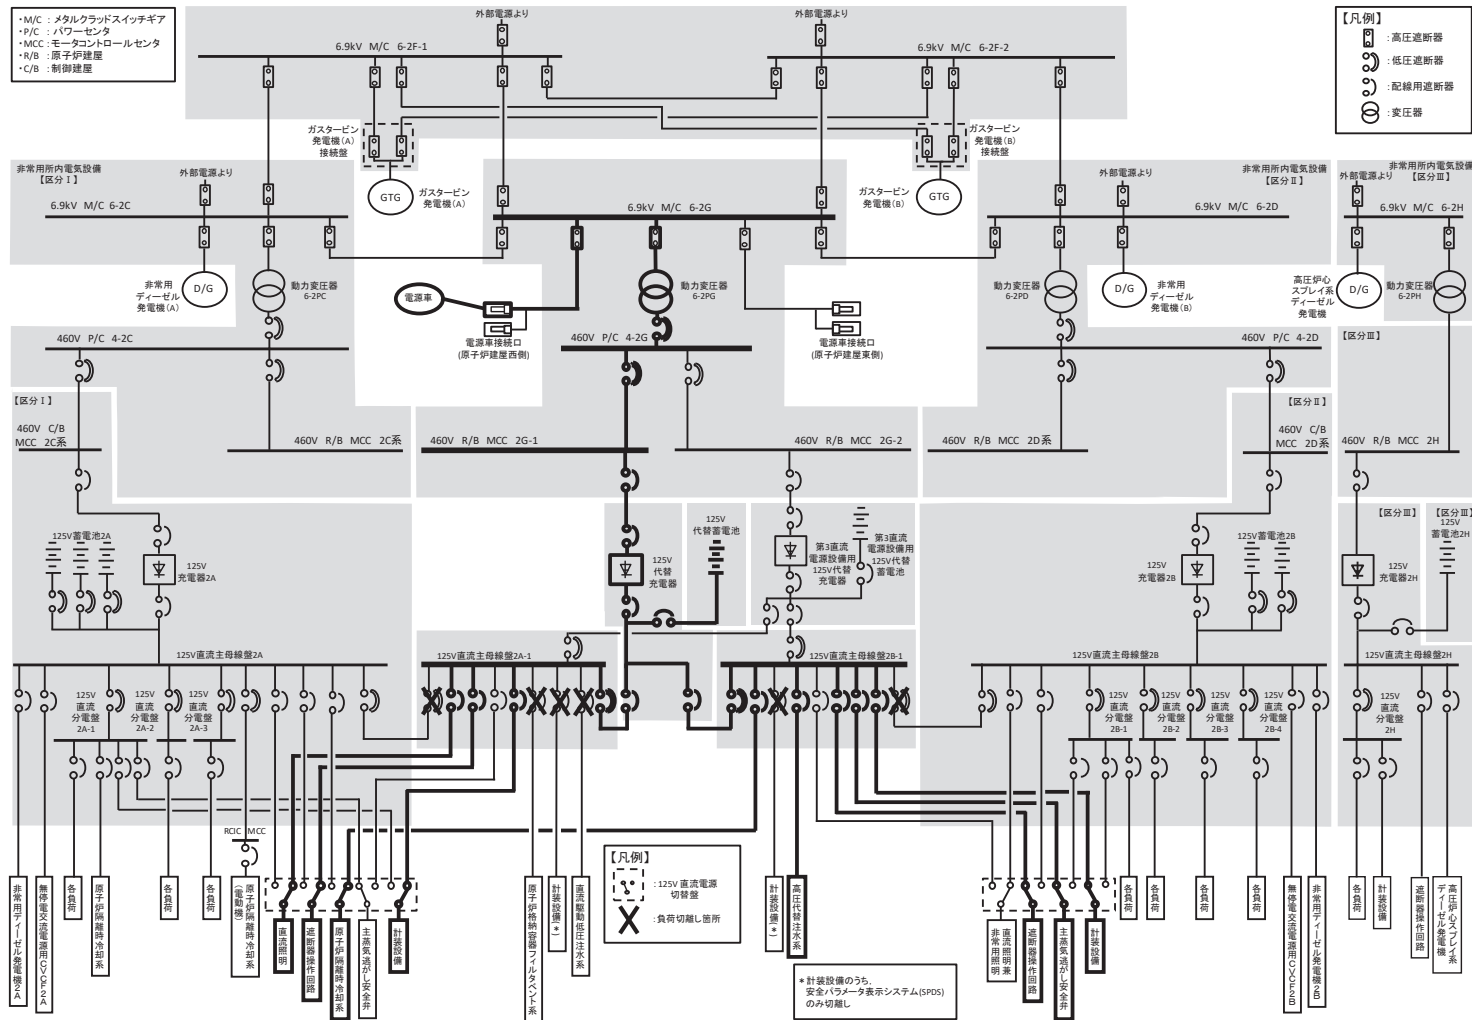 ・M/C : メタルクラッドスイッチギア
・P/C : パワーセンタ
・MCC : モータコントロールセンタ
・R/B : 原子炉建屋
・C/B : 制御建屋
外部電源より
外部電源より
【凡例】
: 高圧遮断器
: 低圧遮断器
: 配線用遮断器
: 変圧器
6.9kV M/C 6-2F-1
6.9kV M/C 6-2F-2
ガスタービン
発電機(A)
接続盤
ガスタービン
発電機(B)
接続盤
非常用所内電気設備
【区分Ⅰ】
外部電源より
GTG
ガスタービン
発電機(A)
ガスタービン
発電機(B)
GTG
外部電源より
非常用所内電気設備
【区分Ⅱ】
非常用所内電気設備
【区分Ⅲ】
外部電源より
6.9kV M/C 6-2C
6.9kV M/C 6-2G
6.9kV M/C 6-2D
6.9kV M/C 6-2H
非常用
ディーゼル
発電機(A)
D/G
動力変圧器
6-2PC
電源車
動力変圧器
6-2PG
動力変圧器
6-2PD
D/G
非常用
ディーゼル
発電機(B)
高圧炉心
スプレイ系
ディーゼル
発電機
D/G
動力変圧器
6-2PH
電源車接続口
(原子炉建屋西側)
電源車接続口
(原子炉建屋東側)
460V P/C 4-2C
460V P/C 4-2G
460V P/C 4-2D
【区分Ⅲ】
【区分Ⅰ】
【区分Ⅱ】
460V C/B
MCC 2C系
460V R/B MCC 2C系
460V R/B MCC 2G-1
460V R/B MCC 2G-2
460V R/B MCC 2D系
460V C/B
MCC 2D系
460V R/B MCC 2H
125V蓄電池2A
125V
充電器2A
125V
代替
充電器
125V
代替蓄電池
第3直流
電源設備用
125V代替
充電器
第3直流
電源設備用
125V代替
蓄電池
125V
充電器2B
125V蓄電池2B
【区分Ⅲ】
125V
充電器2H
【区分Ⅲ】
125V
蓄電池2H
125V直流主母線盤2A
125V直流主母線盤2A-1
125V直流主母線盤2B-1
125V直流主母線盤2B
125V直流主母線盤2H
125V
直流
分電盤
2A-1
125V
直流
分電盤
2A-2
125V
直流
分電盤
2A-3
125V
直流
分電盤
2B-1
125V
直流
分電盤
2B-2
125V
直流
分電盤
2B-3
125V
直流
分電盤
2B-4
125V
直流
分電盤
2H
RCIC MCC
【凡例】
: 125V 直流電源
切替盤
: 負荷切離し箇所
非常用ディーゼル発電機2A
無停電交流電源用CVCF2A
各負荷
原子炉隔離時冷却系
各負荷
各負荷
原子炉隔離時冷却系
(電動機)
直流照明
遮断器操作回路
原子炉隔離時冷却系
主蒸気逃がし安全弁
計装設備
原子炉格納容器フィルタベント系
計装設備(*)
直流駆動低圧注水系
計装設備(*)
高圧代替注水系
直流照明兼
非常用照明
遮断器操作回路
主蒸気逃がし安全弁
計装設備
各負荷
各負荷
各負荷
各負荷
無停電交流電源用CVCF2B
非常用ディーゼル発電機2B
各負荷
計装設備
遮断器操作回路
高圧炉心スプレイ系
ディーゼル発電機
*計装設備のうち,
安全パラメータ表示システム(SPDS)
のみ切離し